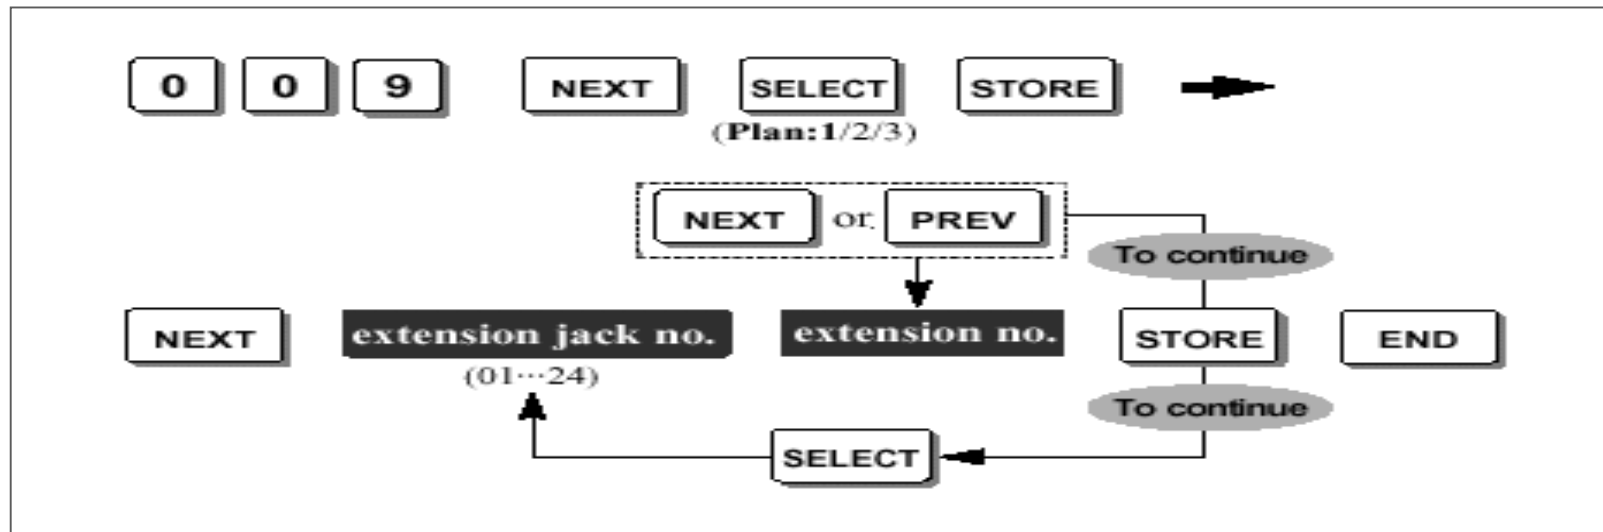 0 0 9 NEXT SELECT STORE
(Plan:1/2/3)
NEXT or PREV
To continue
NEXT extension jack no. extension no. STORE END
(01···24)
To continue
SELECT